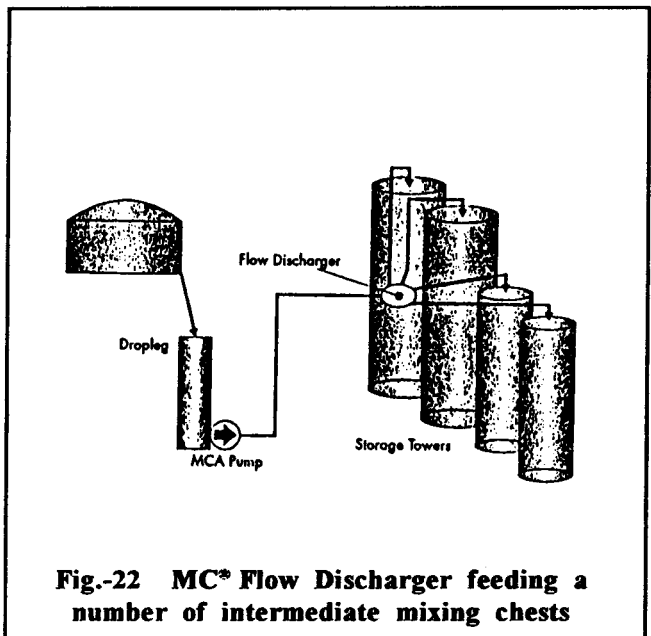 Flow Discharger
Dropleg
MCA Pump
Storage Towers
Fig.-22 MC* Flow Discharger feeding a
number of intermediate mixing chests